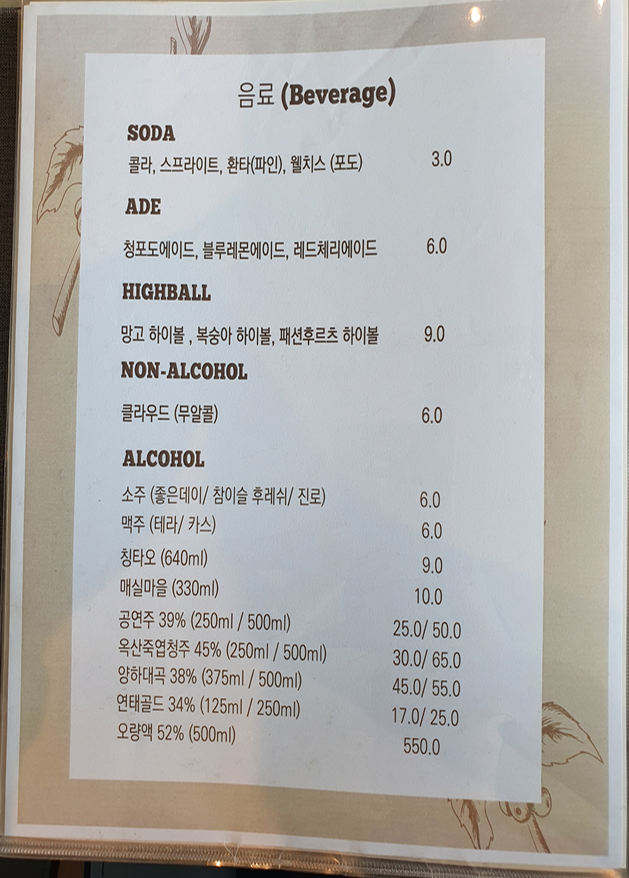 음료 (Beverage)
SODA
콜라, 스프라이트, 환타(파인), 웰치스 (포도) 3.0
ADE
청포도에이드, 블루레몬에이드, 레드체리에이드 6.0
HIGHBALL
망고 하이볼 , 복숭아 하이볼, 패션후르츠 하이볼 9.0
NON-ALCOHOL
클라우드 (무알콜) 6.0
ALCOHOL
소주 (좋은데이/ 참이슬 후레쉬/ 진로) 6.0
맥주 (테라/ 카스) 6.0
칭타오 (640ml) 9.0
매실마을 (330ml) 10.0
공연주 39% (250ml / 500ml) 25.0/ 50.0
옥산죽엽청주 45% (250ml / 500ml) 30.0/ 65.0
양하대곡 38% (375ml / 500ml) 45.0/ 55.0
연태골드 34% (125ml / 250ml) 17.0/ 25.0
오량액 52% (500ml) 550.0